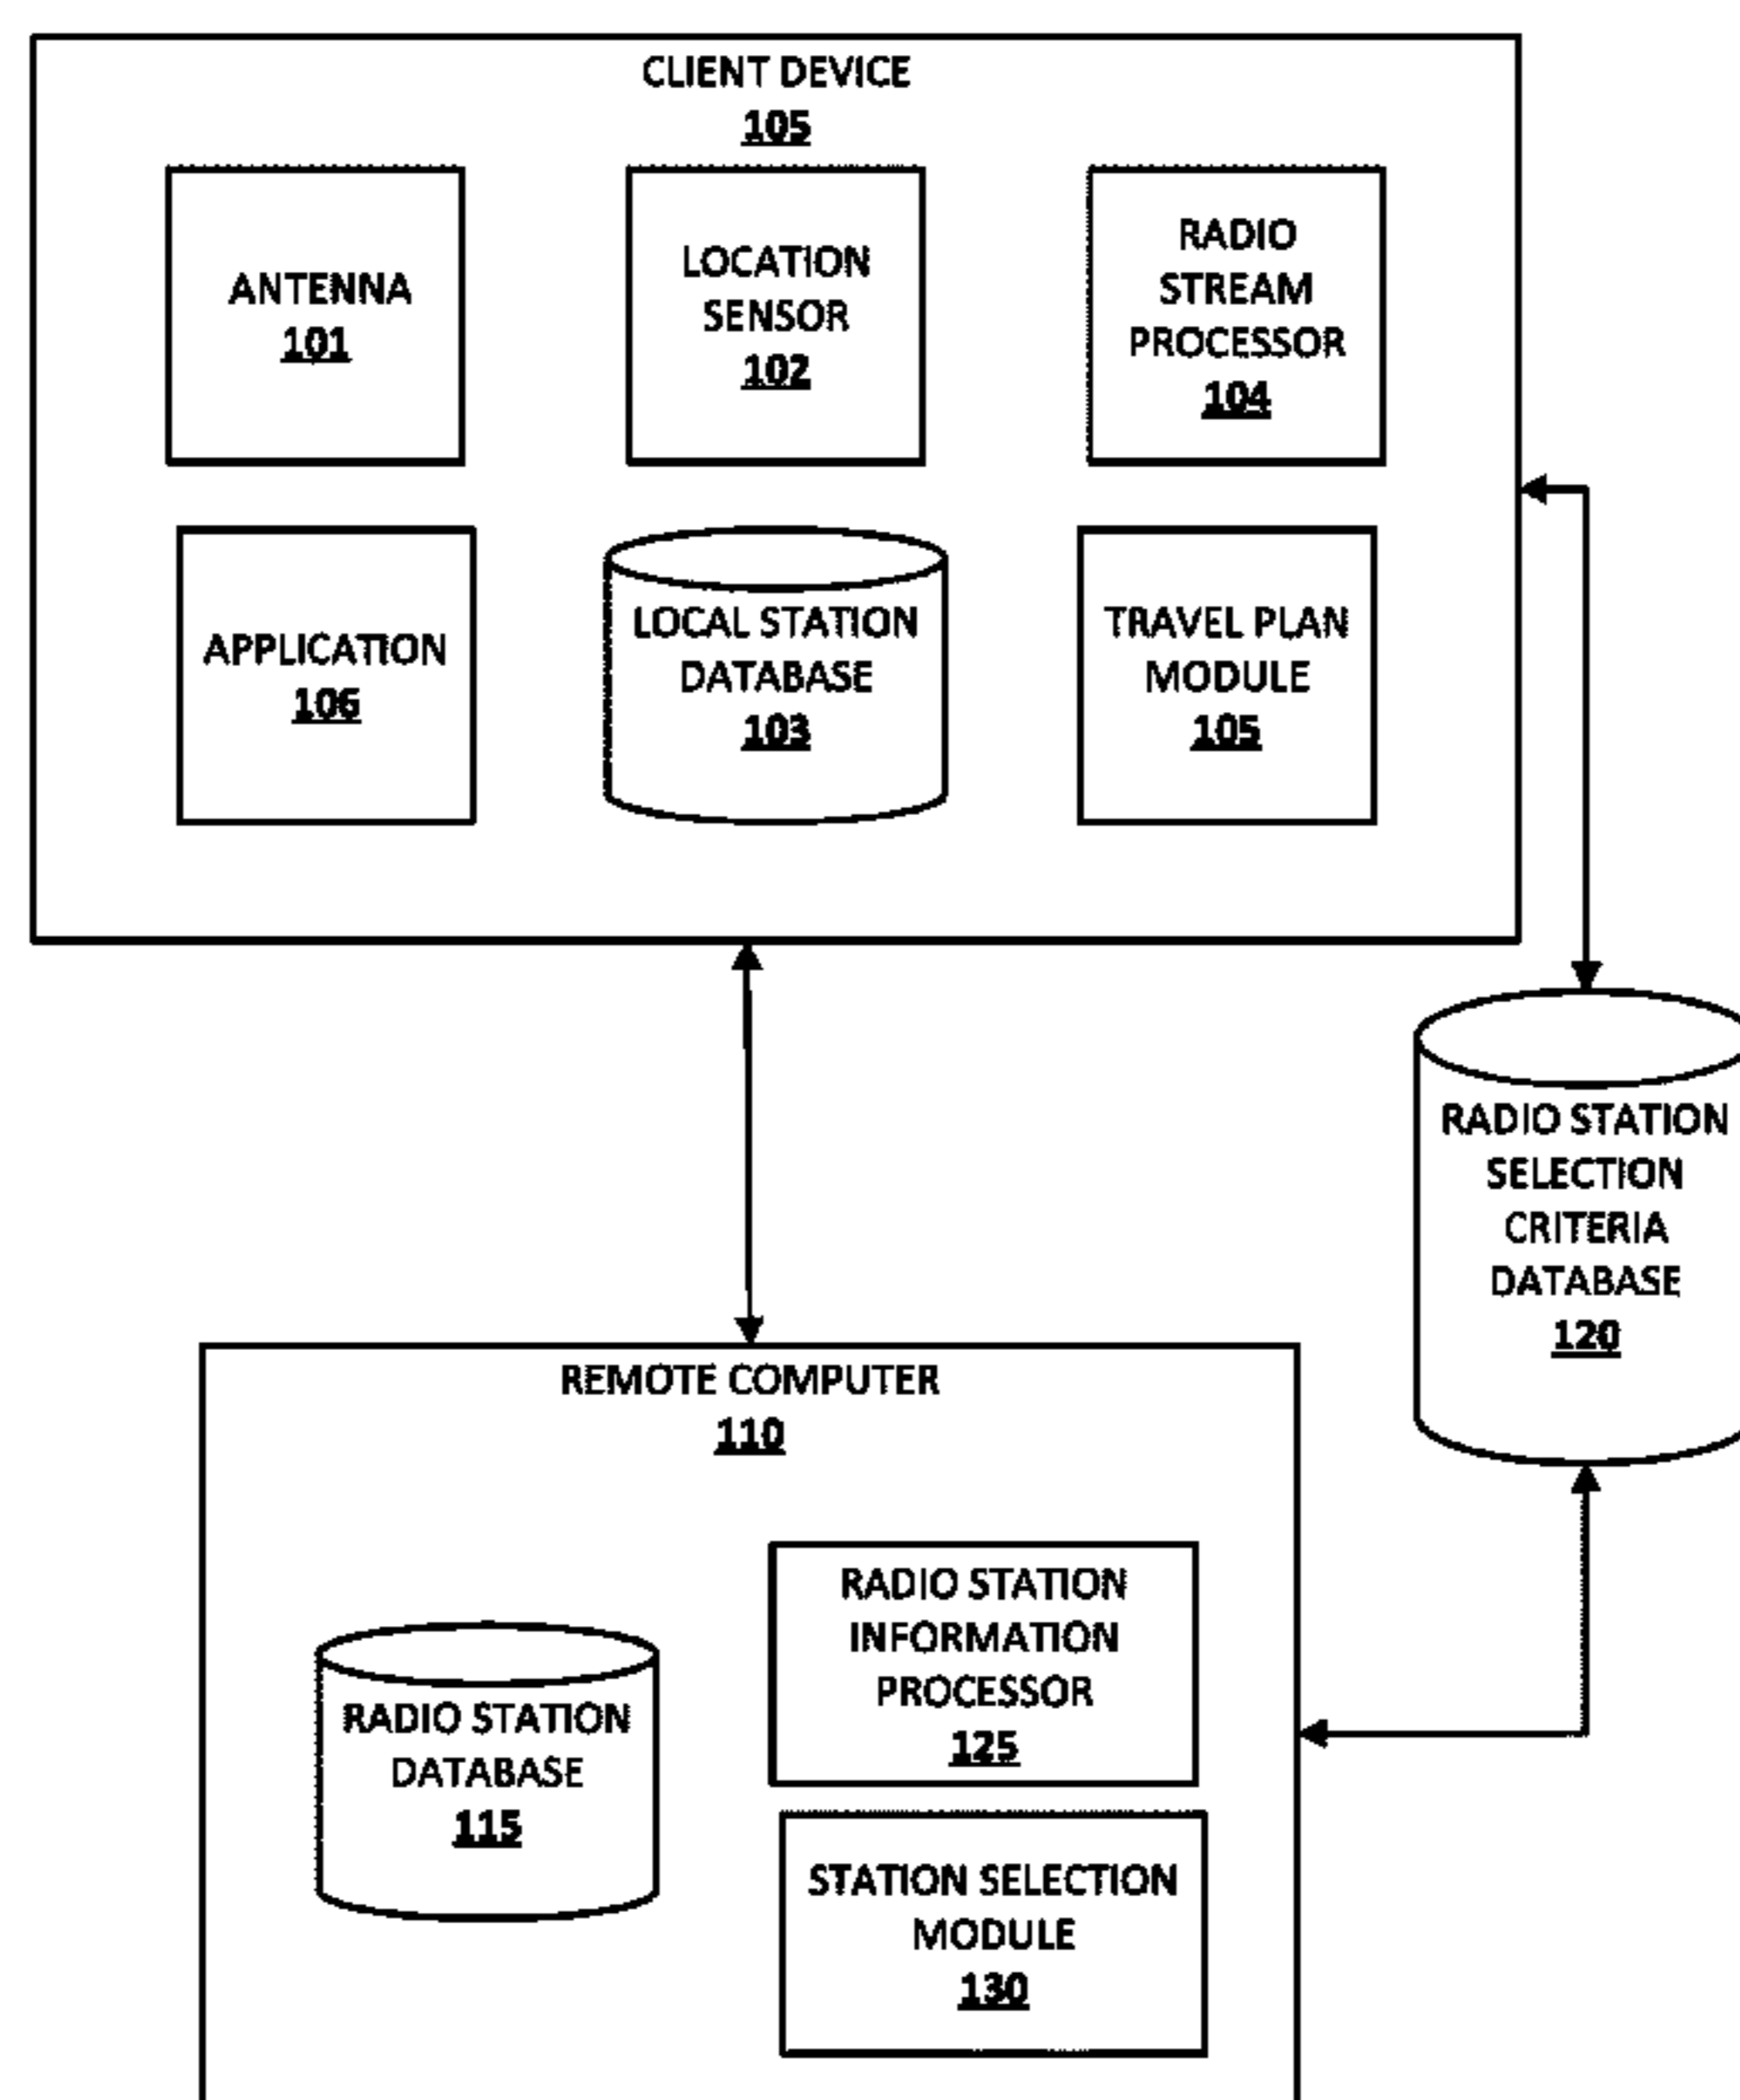 CLIENT DEVICE
105
ANTENNA
101
LOCATION
SENSOR
102
RADIO
STREAM
PROCESSOR
104
APPLICATION
106
LOCAL STATION
DATABASE
103
TRAVEL PLAN
MODULE
105
RADIO STATION
SELECTION
CRITERIA
DATABASE
120
REMOTE COMPUTER
110
RADIO STATION
DATABASE
115
RADIO STATION
INFORMATION
PROCESSOR
125
STATION SELECTION
MODULE
130